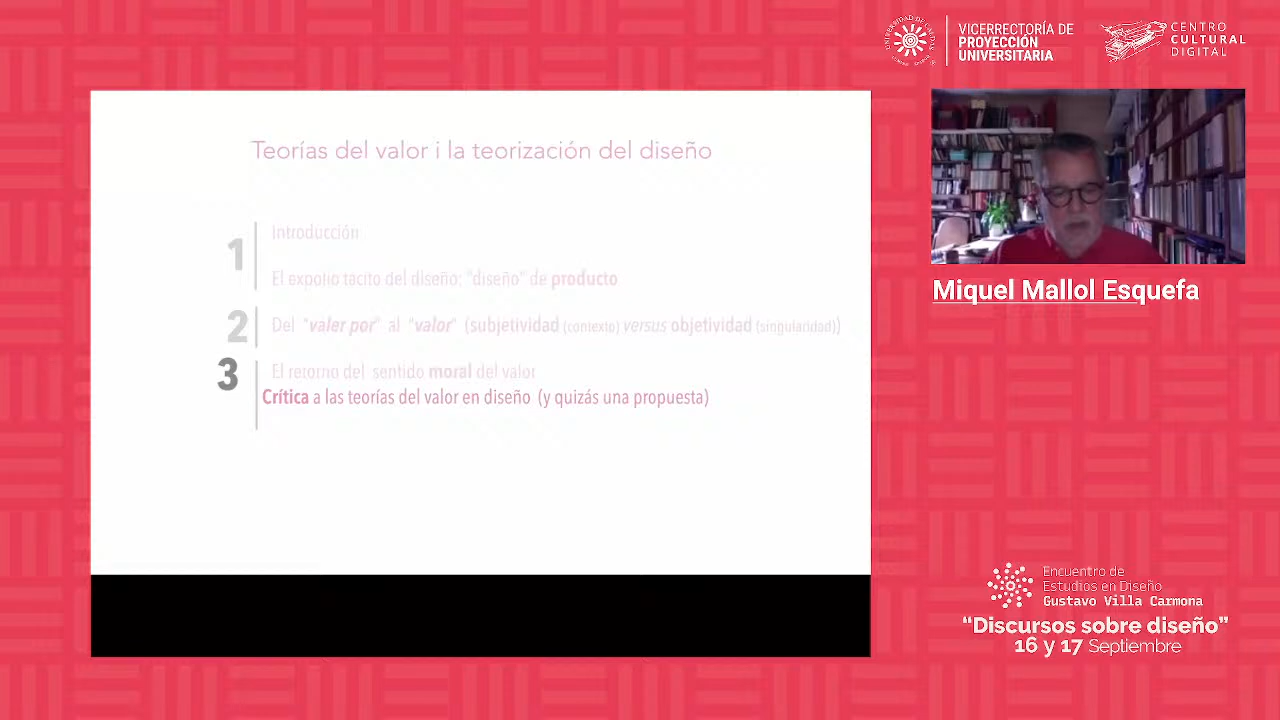 VICERRECTORÍA DE
PROYECCIÓN
UNIVERSITARIA
CENTRO
CULTURAL
DIGITAL
Teorías del valor i la teorización del diseño
1
Introducción
El expolio tácito del diseño: "diseño" de producto
2
Del "valer por" al "valor" (subjetividad (contexto) versus objetividad (singularidad))
3
El retorno del sentido moral del valor
Crítica a las teorías del valor en diseño (y quizás una propuesta)
Miquel Mallol Esquefa
Encuentro de
Estudios en Diseño
Gustavo Villa Carmona
"Discursos sobre diseño"
16 y 17 Septiembre